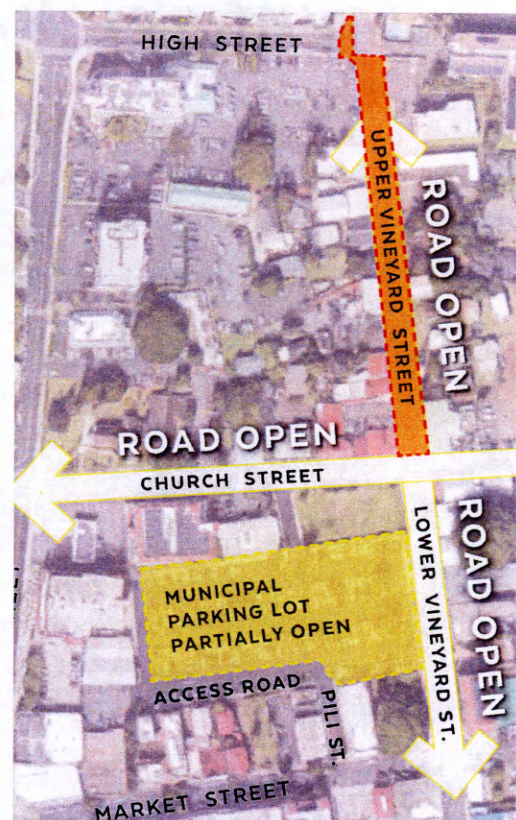 HIGH STREET
UPPER VINEYARD STREET
ROAD OPEN
ROAD OPEN
CHURCH STREET
LOWER VINEYARD ST.
ROAD OPEN
MUNICIPAL
PARKING LOT
PARTIALLY OPEN
ACCESS ROAD
PILI ST.
MARKET STREET